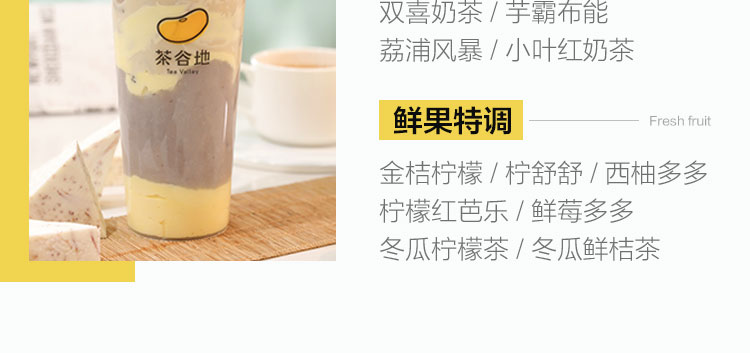 双喜奶茶 / 芋霸布能
荔浦风暴 / 小叶红奶茶
茶谷地
Tea Valley
鲜果特调
Fresh fruit
金桔柠檬 / 柠舒舒 / 西柚多多
柠檬红芭乐 / 鲜莓多多
冬瓜柠檬茶 / 冬瓜鲜桔茶